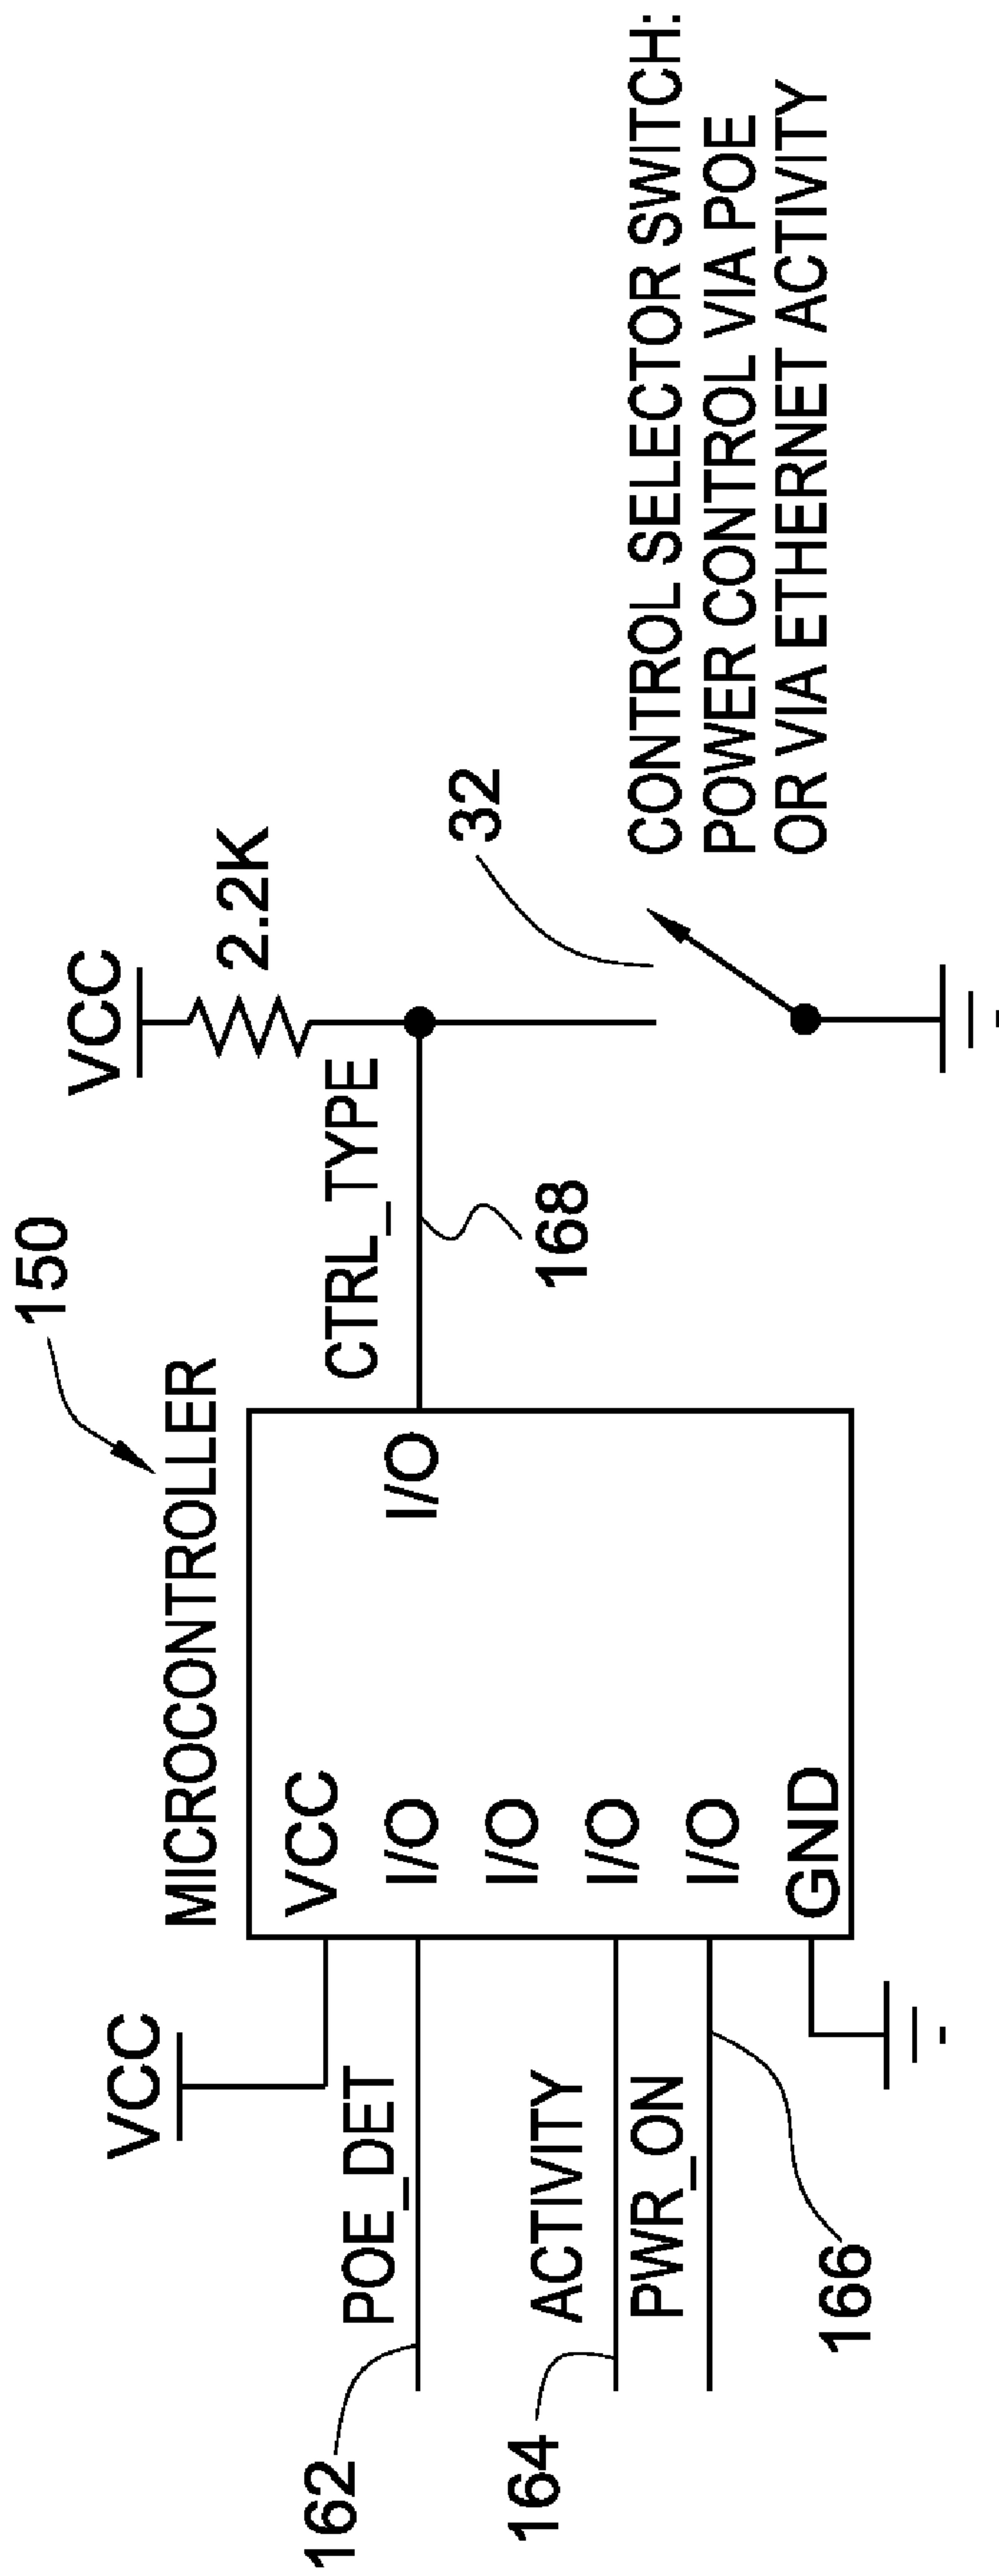 150
MICROCONTROLLER
VCC
VCC
VCC
2.2K
162
POE_DET
I/O
I/O
CTRL_TYPE
168
32
I/O
164
ACTIVITY
I/O
PWR_ON
I/O
166
GND
CONTROL SELECTOR SWITCH:
POWER CONTROL VIA POE
OR VIA ETHERNET ACTIVITY